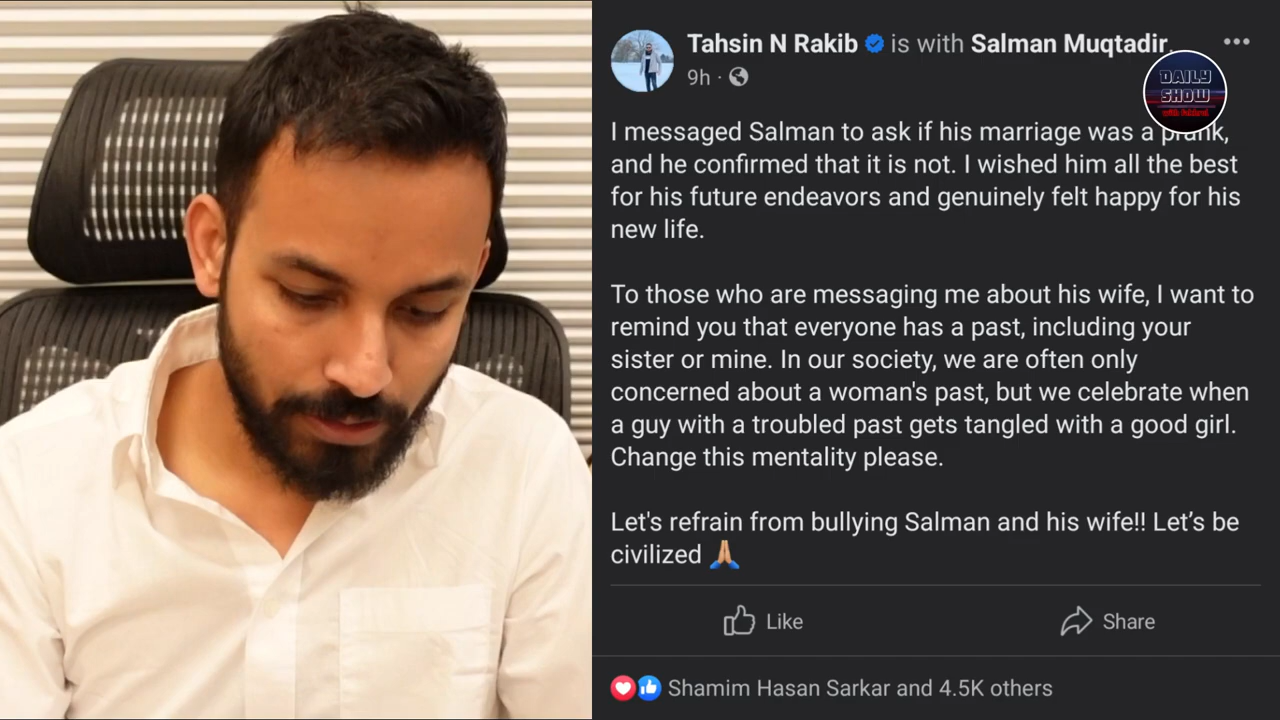 Tahsin N Rakib is with Salman Muqtadir.
9h ·
DAILY
SHOW
I messaged Salman to ask if his marriage was a prank,
and he confirmed that it is not. I wished him all the best
for his future endeavors and genuinely felt happy for his
new life.
To those who are messaging me about his wife, I want to
remind you that everyone has a past, including your
sister or mine. In our society, we are often only
concerned about a woman's past, but we celebrate when
a guy with a troubled past gets tangled with a good girl.
Change this mentality please.
Let's refrain from bullying Salman and his wife!! Let’s be
civilized 🙏
Like
Share
Shamim Hasan Sarkar and 4.5K others